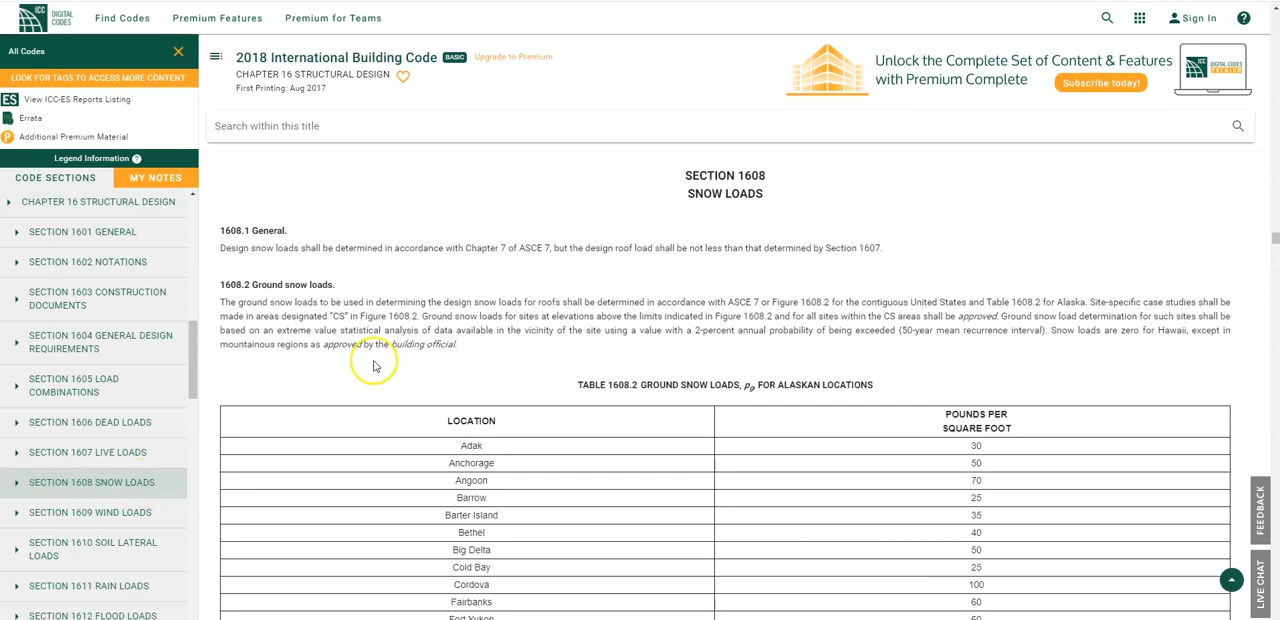 ICC DIGITAL CODES
Find Codes
Premium Features
Premium for Teams
Sign In
?
All Codes
LOOK FOR TAGS TO ACCESS MORE CONTENT
ES View ICC-ES Reports Listing
Errata
P Additional Premium Material
Legend Information ?
CODE SECTIONS
MY NOTES
CHAPTER 16 STRUCTURAL DESIGN
SECTION 1601 GENERAL
SECTION 1602 NOTATIONS
SECTION 1603 CONSTRUCTION
DOCUMENTS
SECTION 1604 GENERAL DESIGN
REQUIREMENTS
SECTION 1605 LOAD
COMBINATIONS
SECTION 1606 DEAD LOADS
SECTION 1607 LIVE LOADS
SECTION 1608 SNOW LOADS
SECTION 1609 WIND LOADS
SECTION 1610 SOIL LATERAL
LOADS
SECTION 1611 RAIN LOADS
SECTION 1612 FLOOD LOADS
2018 International Building Code BASIC Upgrade to Premium
CHAPTER 16 STRUCTURAL DESIGN
First Printing: Aug 2017
Unlock the Complete Set of Content & Features
with Premium Complete
Subscribe today!
ICC DIGITAL CODES PREMIUM
Search within this title
SECTION 1608
SNOW LOADS
1608.1 General.
Design snow loads shall be determined in accordance with Chapter 7 of ASCE 7, but the design roof load shall be not less than that determined by Section 1607.
1608.2 Ground snow loads.
The ground snow loads to be used in determining the design snow loads for roofs shall be determined in accordance with ASCE 7 or Figure 1608.2 for the contiguous United States and Table 1608.2 for Alaska. Site-specific case studies shall be
made in areas designated “CS” in Figure 1608.2. Ground snow loads for sites at elevations above the limits indicated in Figure 1608.2 and for all sites within the CS areas shall be approved. Ground snow load determination for such sites shall be
based on an extreme value statistical analysis of data available in the vicinity of the site using a value with a 2-percent annual probability of being exceeded (50-year mean recurrence interval). Snow loads are zero for Hawaii, except in
mountainous regions as approved by the building official.
TABLE 1608.2 GROUND SNOW LOADS, pg, FOR ALASKAN LOCATIONS
LOCATION POUNDS PER
SQUARE FOOT
Adak 30
Anchorage 50
Angoon 70
Barrow 25
Barter Island 35
Bethel 40
Big Delta 50
Cold Bay 25
Cordova 100
Fairbanks 60
Fort Yukon 60
FEEDBACK
LIVE CHAT